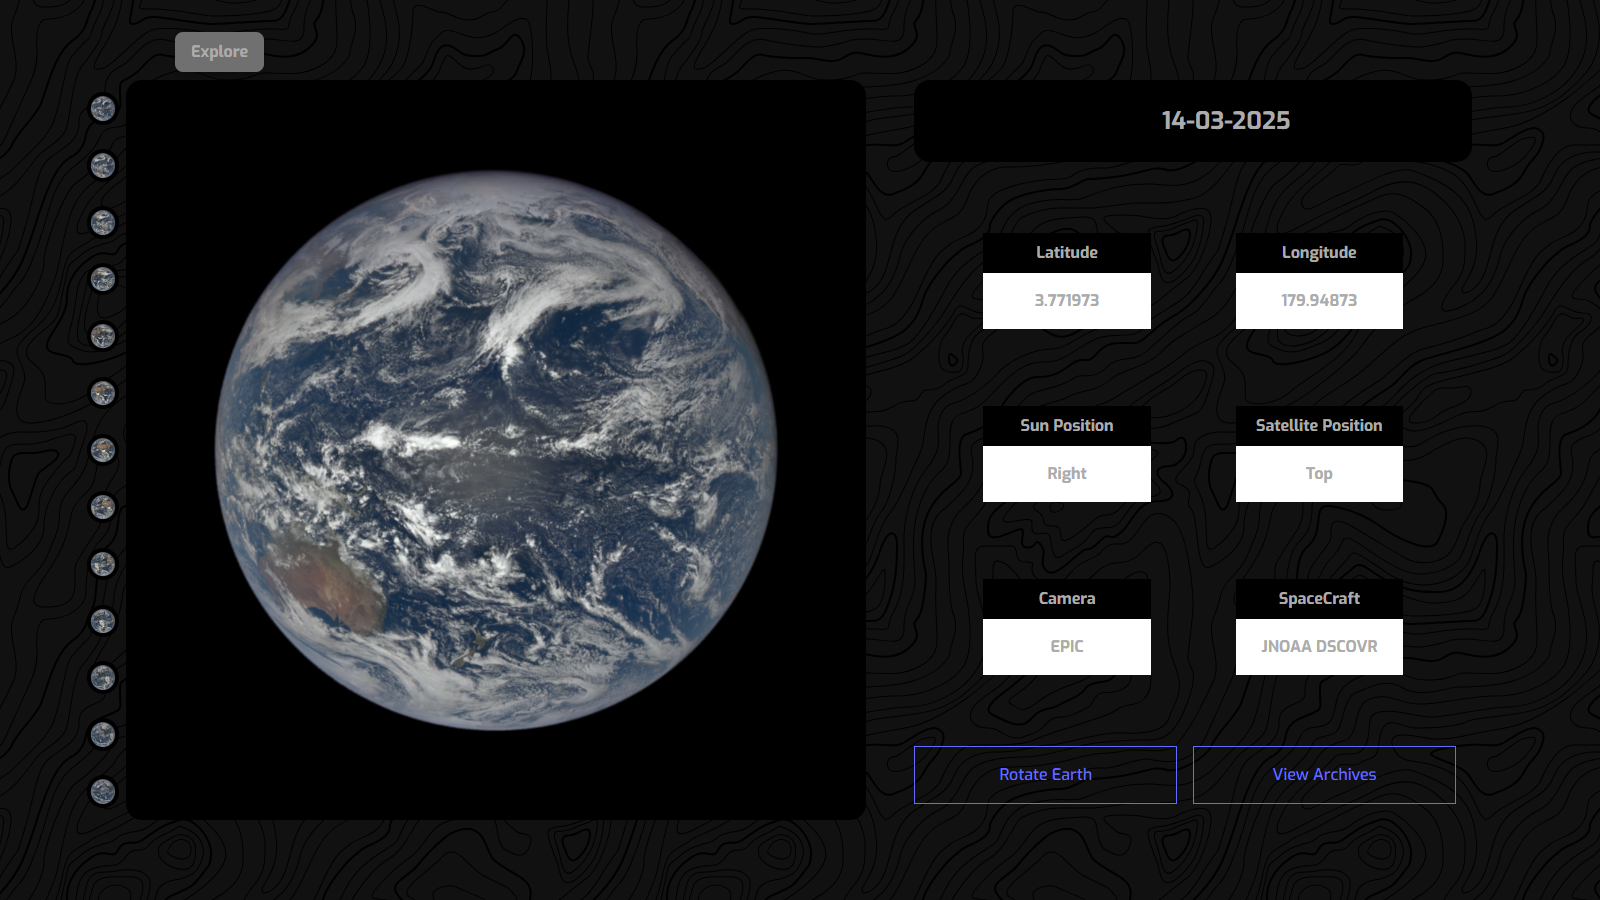 Explore
14-03-2025
Latitude
3.771973
Longitude
179.94873
Sun Position
Right
Satellite Position
Top
Camera
EPIC
SpaceCraft
JNOAA DSCOVR
Rotate Earth
View Archives